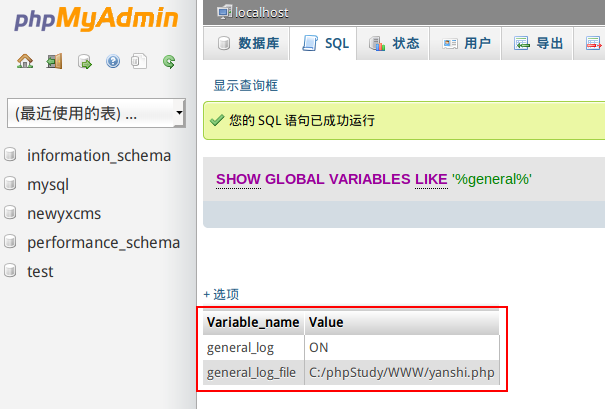 phpMyAdmin
(最近使用的表) ...
information_schema
mysql
newyxcms
performance_schema
test
localhost
数据库 SQL 状态 用户 导出
显示查询框
您的 SQL 语句已成功运行
SHOW GLOBAL VARIABLES LIKE '%general%'
+ 选项
Variable_name Value
general_log ON
general_log_file C:/phpStudy/WWW/yanshi.php